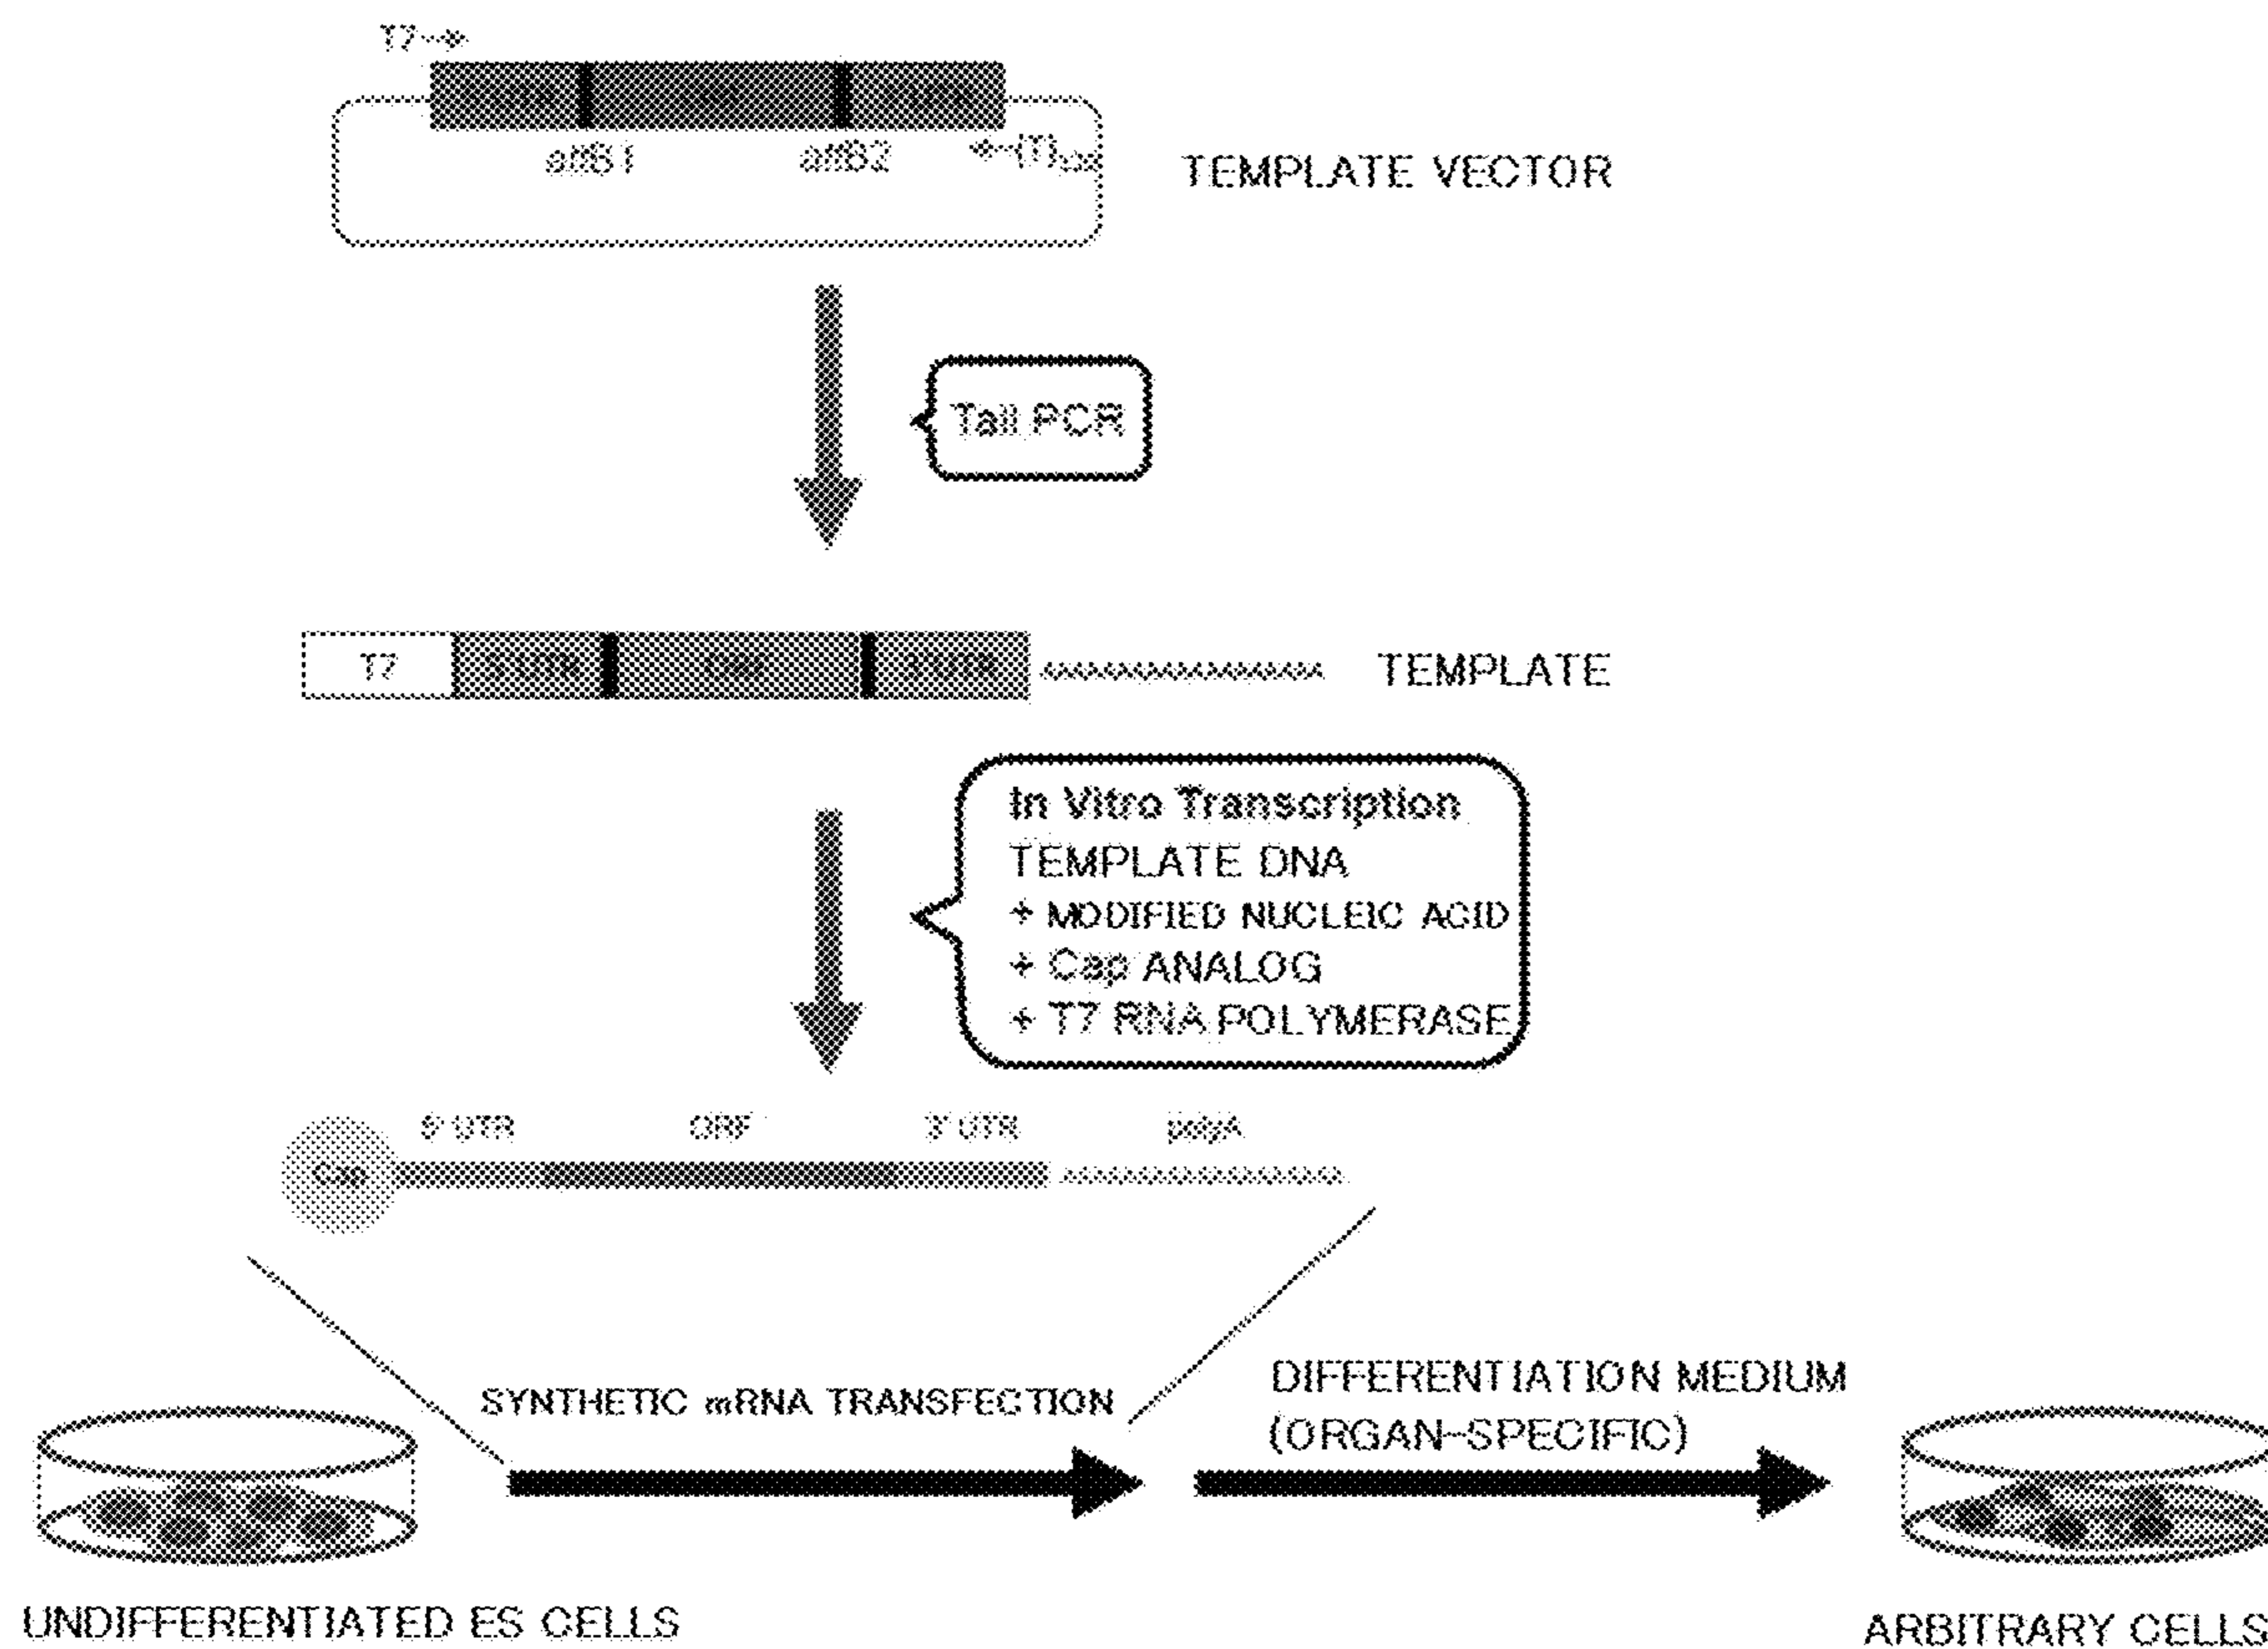 T7
attB1
attB2
TEMPLATE VECTOR
Tail PCR
T7
5'UTR
TEMPLATE
In Vitro Transcription
TEMPLATE DNA
+ MODIFIED NUCLEIC ACID
+ Cap ANALOG
+ T7 RNA POLYMERASE
5' UTR
ORF
3' UTR
polyA
Cap
SYNTHETIC mRNA TRANSFECTION
DIFFERENTIATION MEDIUM
(ORGAN-SPECIFIC)
UNDIFFERENTIATED ES CELLS
ARBITRARY CELLS